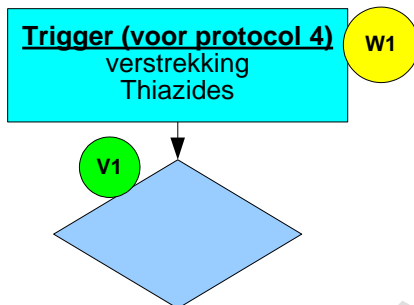 Trigger (voor protocol 4)
verstrekking
Thiazides
W1
V1